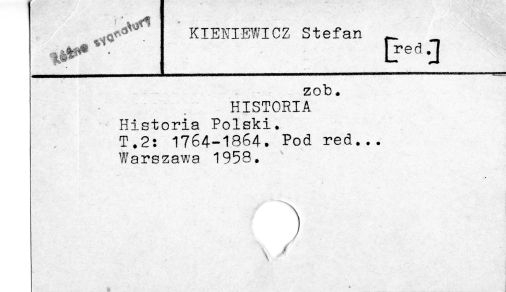 Różne sygnatury
KIENIEWICZ Stefan
[red.]
zob.
HISTORIA
Historia Polski.
T.2: 1764-1864. Pod red...
Warszawa 1958.